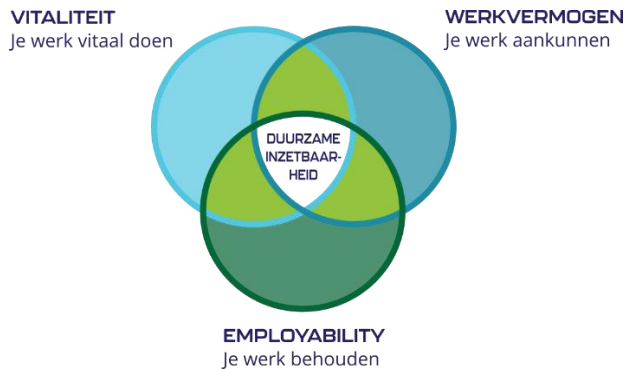 VITALITEIT
Je werk vitaal doen
WERKVERMOGEN
Je werk aankunnen
DUURZAME
INZETBAAR-
HEID
EMPLOYABILITY
Je werk behouden